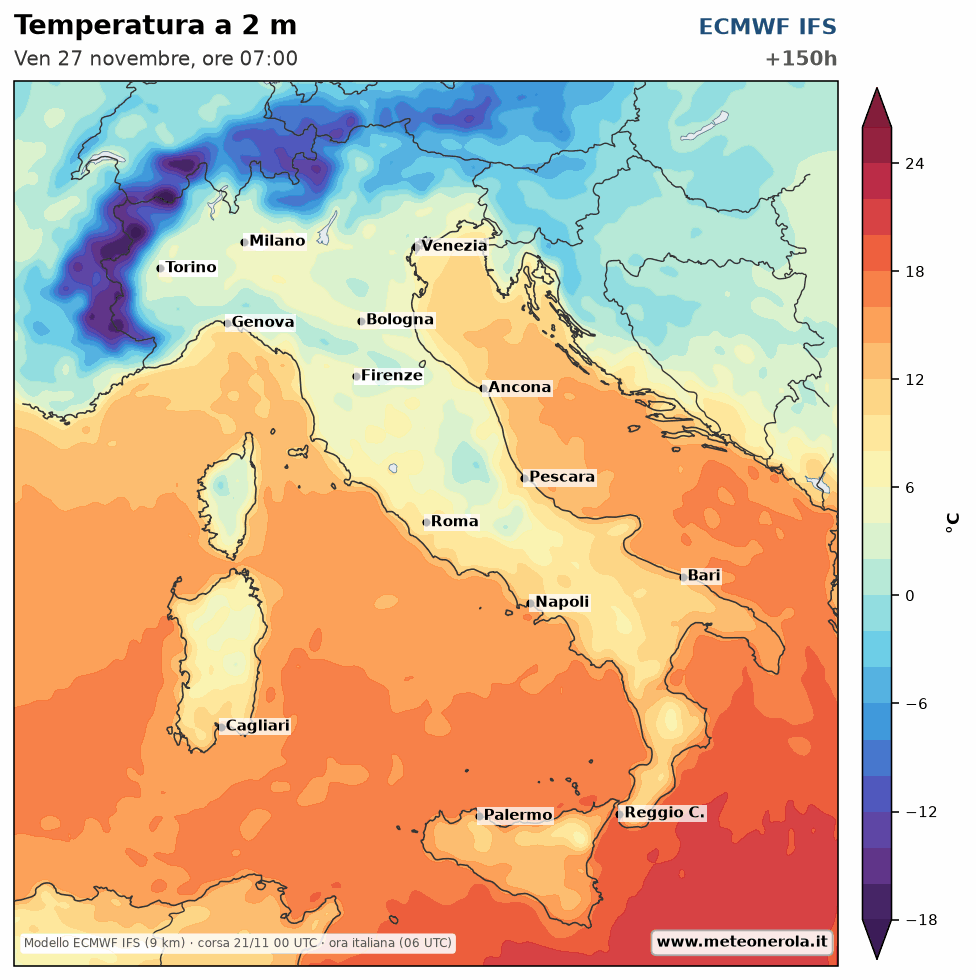 Temperatura a 2 m
ECMWF IFS
Ven 27 novembre, ore 07:00
+150h
Milano
Venezia
Torino
Genova
Bologna
Firenze
Ancona
Pescara
Roma
Bari
Napoli
Cagliari
Palermo
Reggio C.
24
18
12
6
0
−6
−12
−18
°C
Modello ECMWF IFS (9 km) · corsa 21/11 00 UTC · ora italiana (06 UTC)
www.meteonerola.it